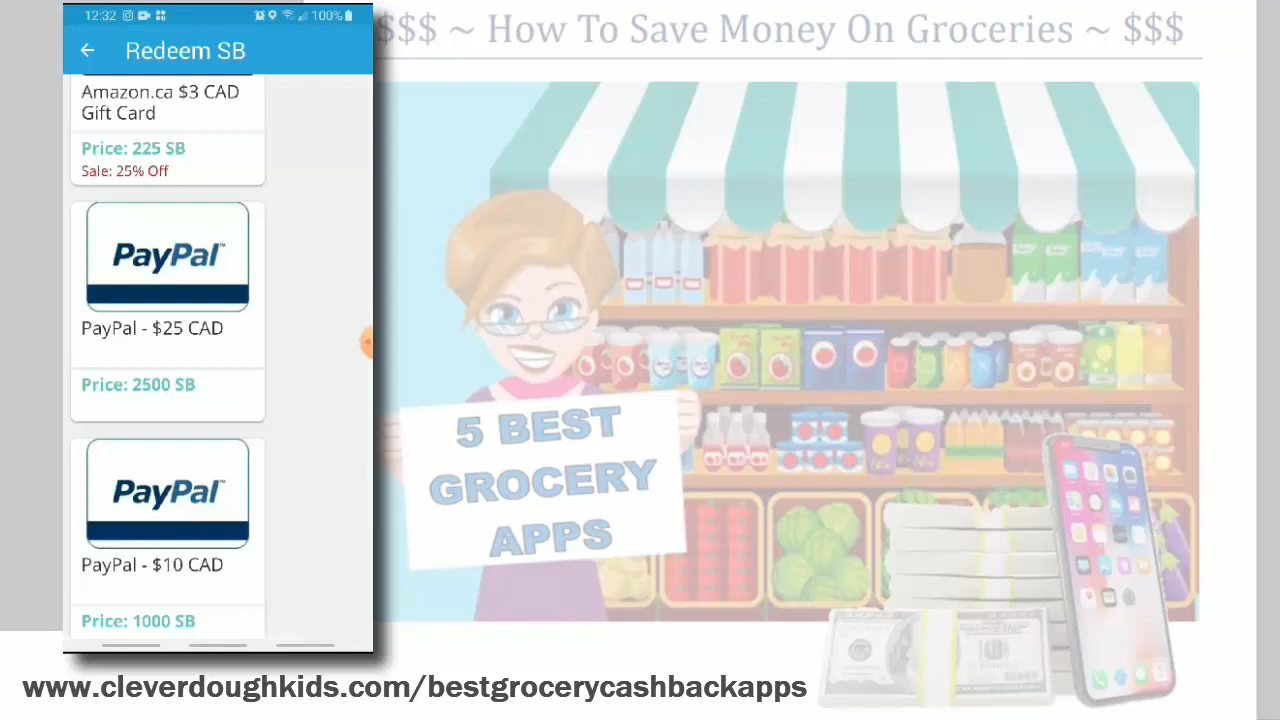 12:32 100%
Redeem SB
$$$ ~ How To Save Money On Groceries ~ $$$
Amazon.ca $3 CAD
Gift Card
Price: 225 SB
Sale: 25% Off
PayPal™
PayPal - $25 CAD
Price: 2500 SB
PayPal™
PayPal - $10 CAD
Price: 1000 SB
5 BEST
GROCERY
APPS
www.cleverdoughkids.com/bestgrocerycashbackapps